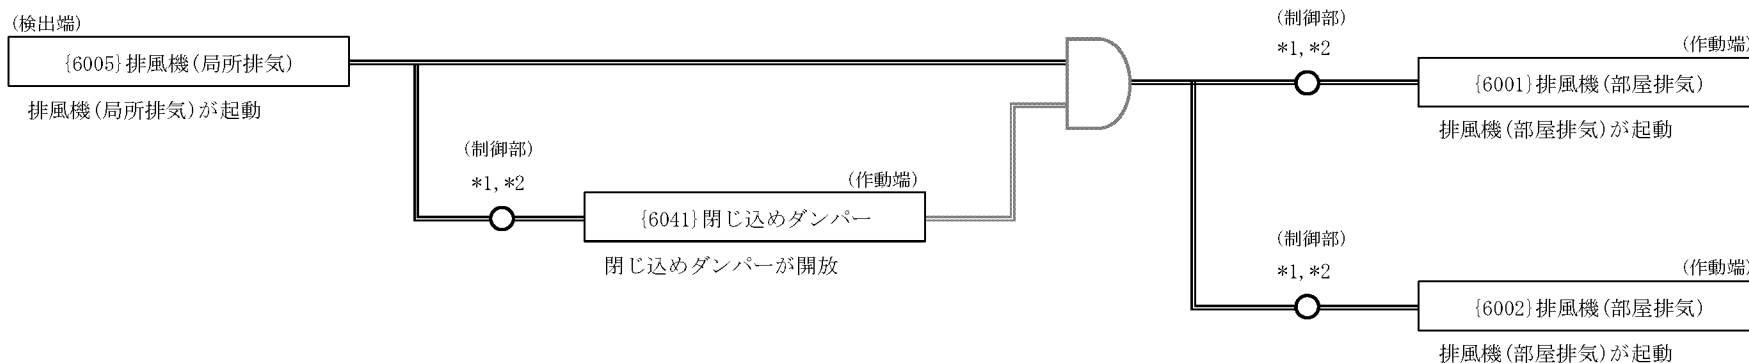 (検出端)
{6005}排風機(局所排気)
排風機(局所排気)が起動
(制御部)
*1, *2
(作動端)
{6041}閉じ込めダンパー
閉じ込めダンパーが開放
(制御部)
*1, *2
(作動端)
{6001}排風機(部屋排気)
排風機(部屋排気)が起動
(制御部)
*1, *2
(作動端)
{6002}排風機(部屋排気)
排風機(部屋排気)が起動